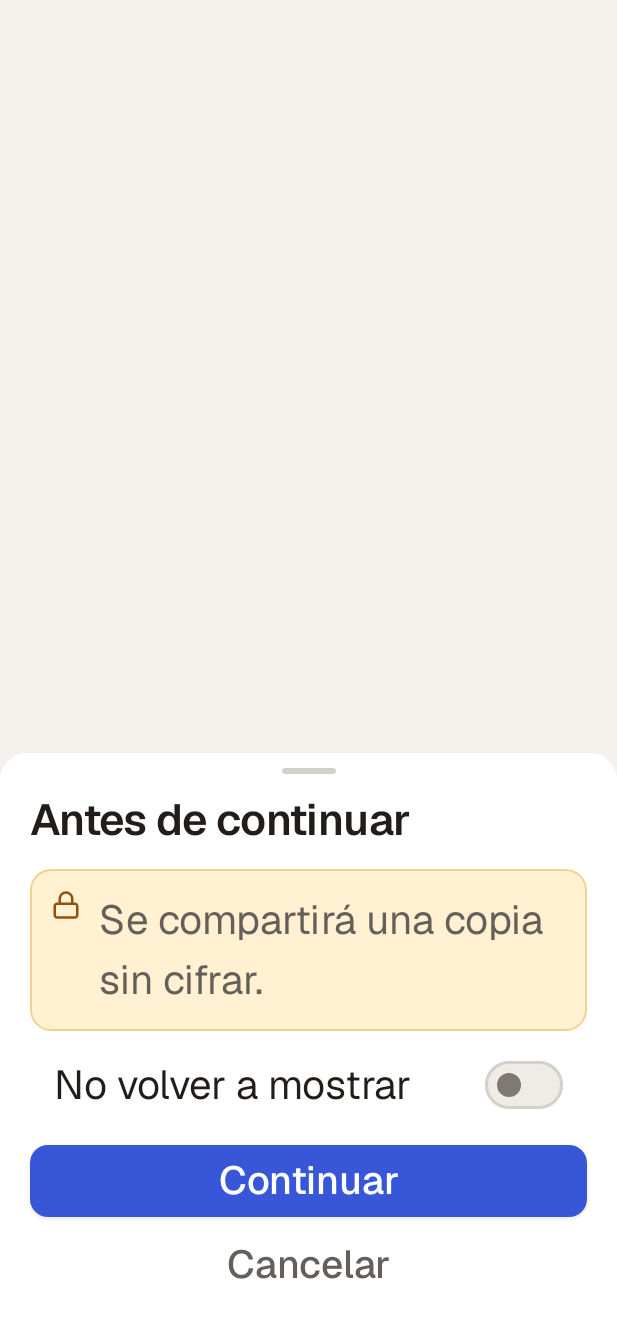 Antes de continuar
Se compartirá una copia
sin cifrar.
No volver a mostrar
Continuar
Cancelar